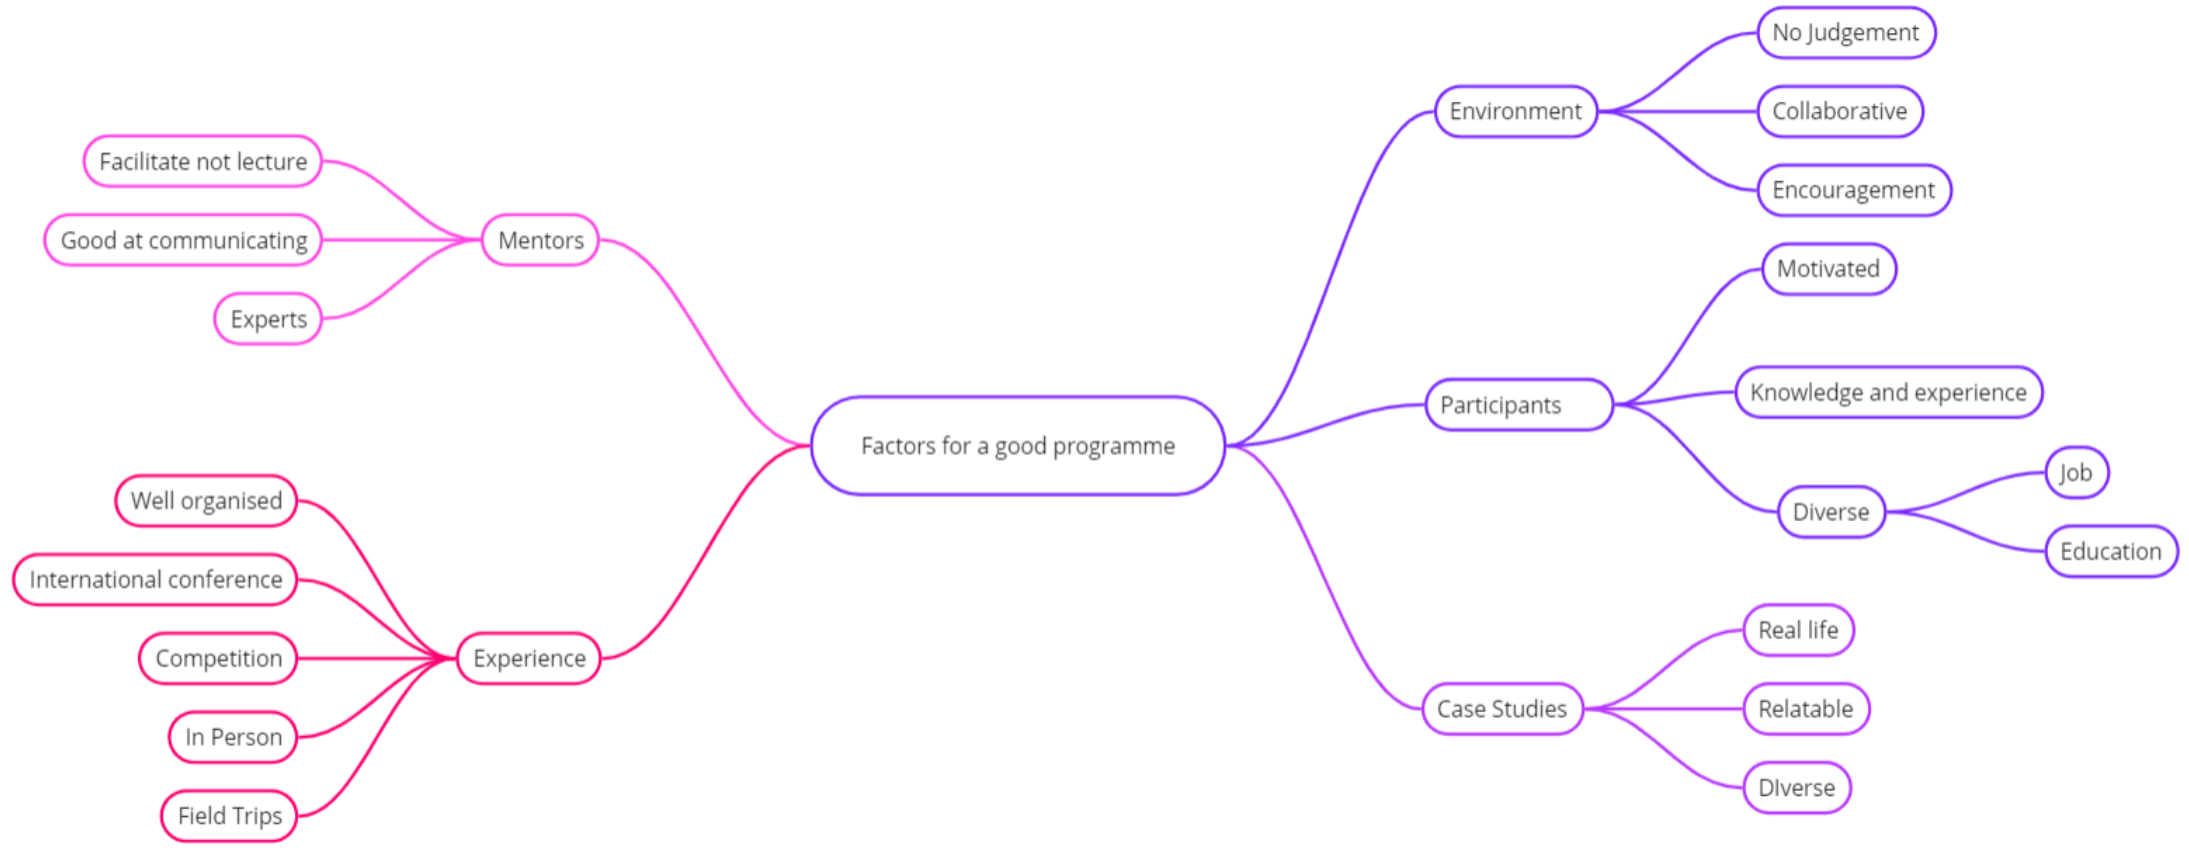 Factors for a good programme
Mentors
Facilitate not lecture
Good at communicating
Experts
Experience
Well organised
International conference
Competition
In Person
Field Trips
Environment
No Judgement
Collaborative
Encouragement
Participants
Motivated
Knowledge and experience
Diverse
Job
Education
Case Studies
Real life
Relatable
DIverse